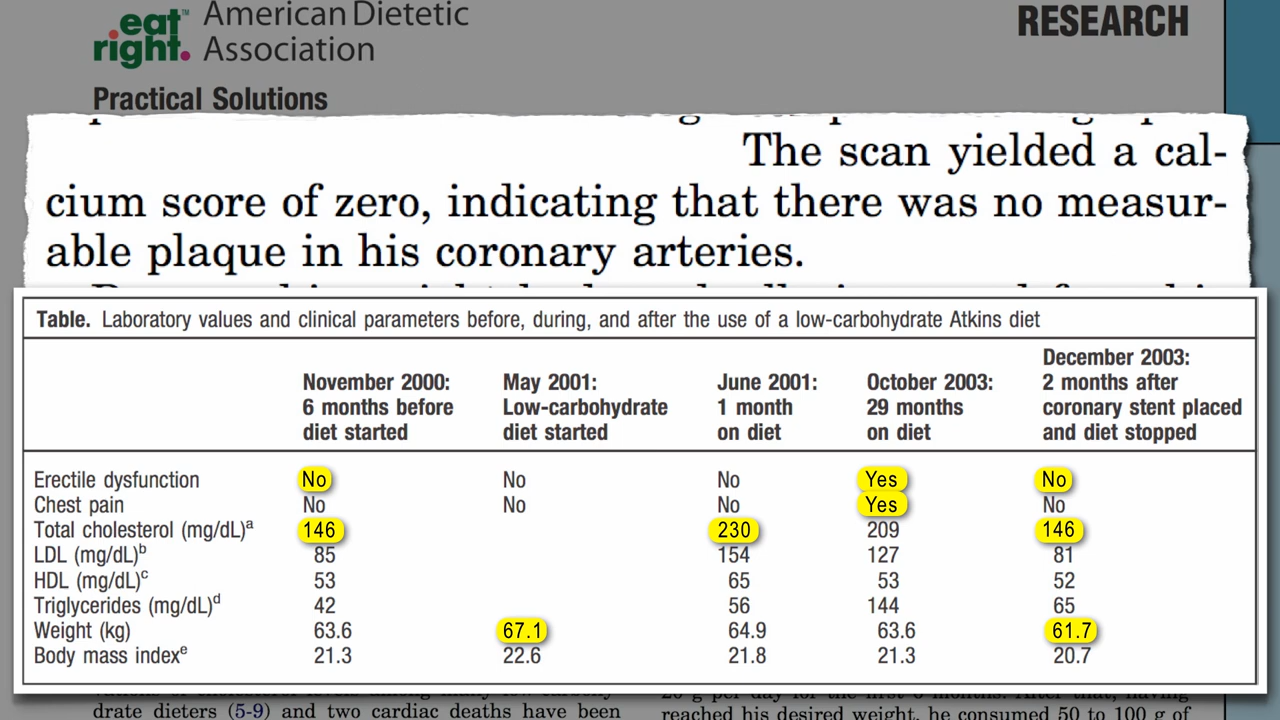 eat American Dietetic RESEARCH
right. Association
Practical Solutions
The scan yielded a cal-
cium score of zero, indicating that there was no measur-
able plaque in his coronary arteries.
Table. Laboratory values and clinical parameters before, during, and after the use of a low-carbohydrate Atkins diet
December 2003:
November 2000: May 2001: June 2001: October 2003: 2 months after
6 months before Low-carbohydrate 1 month 29 months coronary stent placed
diet started diet started on diet on diet and diet stopped
Erectile dysfunction No No No Yes No
Chest pain No No No Yes No
Total cholesterol (mg/dL)a 146 230 209 146
LDL (mg/dL)b 85 154 127 81
HDL (mg/dL)c 53 65 53 52
Triglycerides (mg/dL)d 42 56 144 65
Weight (kg) 63.6 67.1 64.9 63.6 61.7
Body mass indexe 21.3 22.6 21.8 21.3 20.7
drate dieters (5-9) and two cardiac deaths have been
reached his desired weight, he consumed 50 to 100 g of